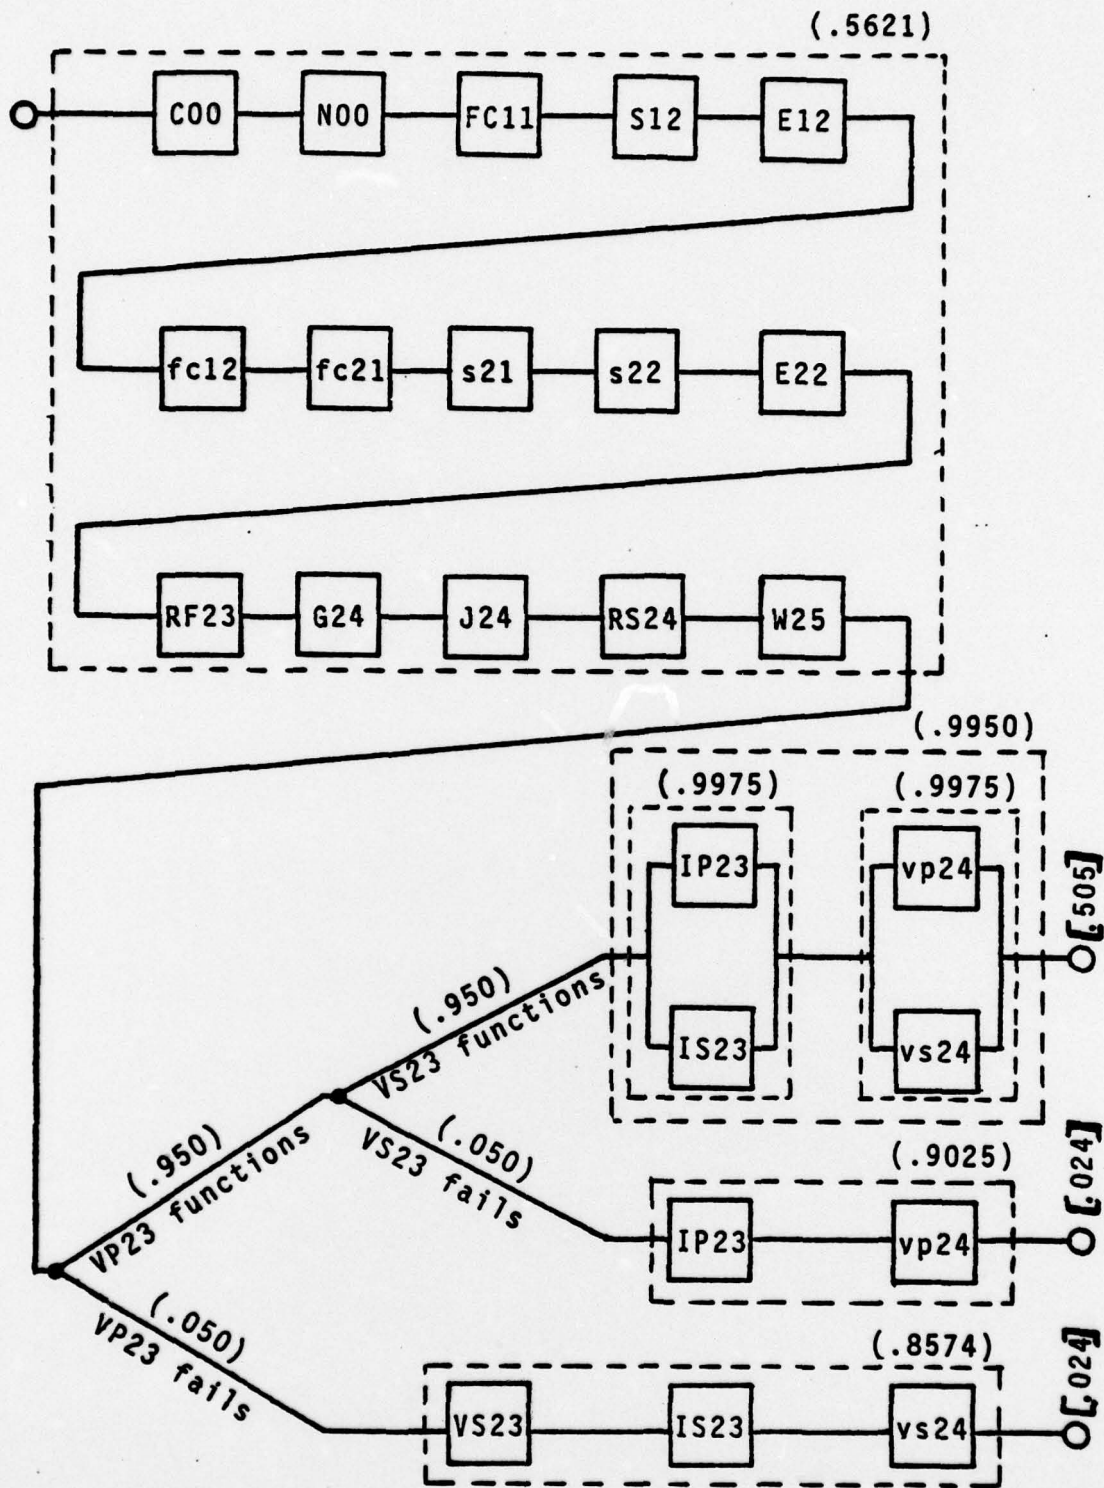 (.5621)
C00 N00 FC11 S12 E12
fc12 fc21 s21 s22 E22
RF23 G24 J24 RS24 W25
(.9950)
(.9975) (.9975)
IP23 vp24
[.505]
(.950)
VS23 functions
IS23 vs24
(.950)
VP23 functions
(.050)
VS23 fails
(.9025)
[.024]
IP23 vp24
(.050)
VP23 fails
(.8574)
[.024]
VS23 IS23 vs24